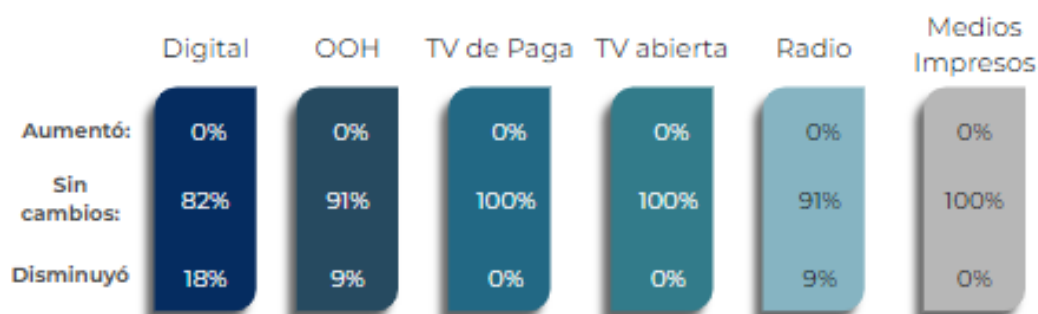 Digital OOH TV de Paga TV abierta Radio Medios
Impresos
Aumentó: 0% 0% 0% 0% 0% 0%
Sin
cambios: 82% 91% 100% 100% 91% 100%
Disminuyó 18% 9% 0% 0% 9% 0%